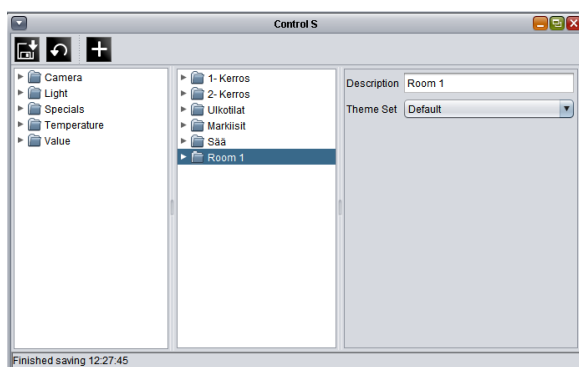 Control S
Camera
Light
Specials
Temperature
Value
1- Kerros
2- Kerros
Ulkotilat
Markiisit
Sää
Room 1
Description Room 1
Theme Set Default
Finished saving 12:27:45